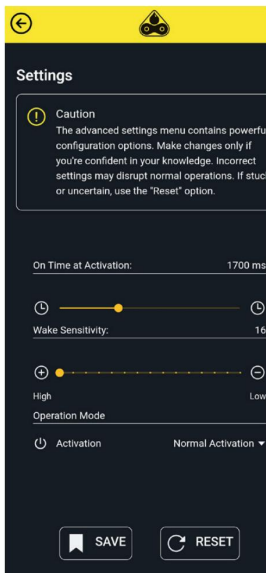 Settings
Caution
The advanced settings menu contains powerfu
configuration options. Make changes only if
you're confident in your knowledge. Incorrect
settings may disrupt normal operations. If stuc
or uncertain, use the "Reset" option.
On Time at Activation: 1700 ms
Wake Sensitivity: 16
High Low
Operation Mode
Activation Normal Activation
SAVE RESET